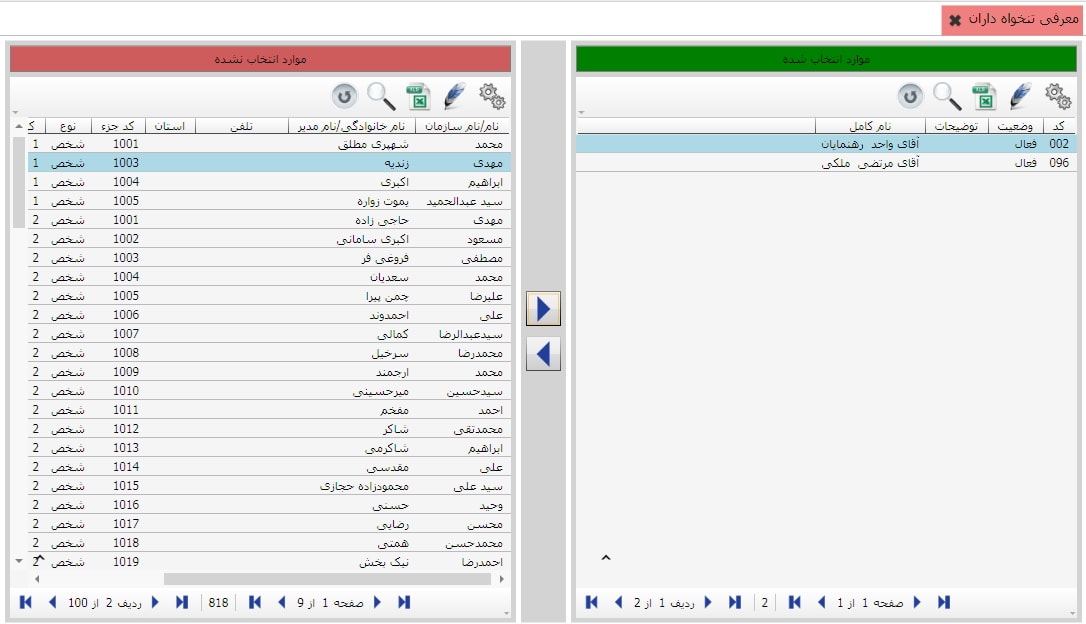 معرفی تنخواه داران
موارد انتخاب شده
کد وضعیت توضیحات نام کامل
002 فعال آقای واحد رهنمایان
096 فعال آقای مرتضی ملکی
ردیف 1 از 2 2 صفحه 1 از 1
موارد انتخاب نشده
نام/نام سازمان نام خانوادگی/نام مدیر تلفن استان کد جزء نوع ک
محمد شهپری مطلق 1001 شخص 1
مهدی زندیه 1003 شخص 1
ابراهیم اکبری 1004 شخص 1
سید عبدالحمید یموت زواره 1005 شخص 1
مهدی حاجی زاده 1001 شخص 2
مسعود اکبری سامانی 1002 شخص 2
مصطفی فروغی فر 1003 شخص 2
محمد سعدیان 1004 شخص 2
علیرضا چمن پیرا 1005 شخص 2
علی احمدوند 1006 شخص 2
سیدعبدالرضا کمالی 1007 شخص 2
محمدرضا سرخیل 1008 شخص 2
محمد ارجمند 1009 شخص 2
سیدحسین میرحسینی 1010 شخص 2
احمد مفخم 1011 شخص 2
محمدتقی شاکر 1012 شخص 2
ابراهیم شاکرمی 1013 شخص 2
علی مقدسی 1014 شخص 2
سید علی محمودزاده حجازی 1015 شخص 2
وحید حسنی 1016 شخص 2
محسن رضایی 1017 شخص 2
محمدحسن همتی 1018 شخص 2
احمدرضا نیک بخش 1019 شخص 2
ردیف 2 از 100 818 صفحه 1 از 9